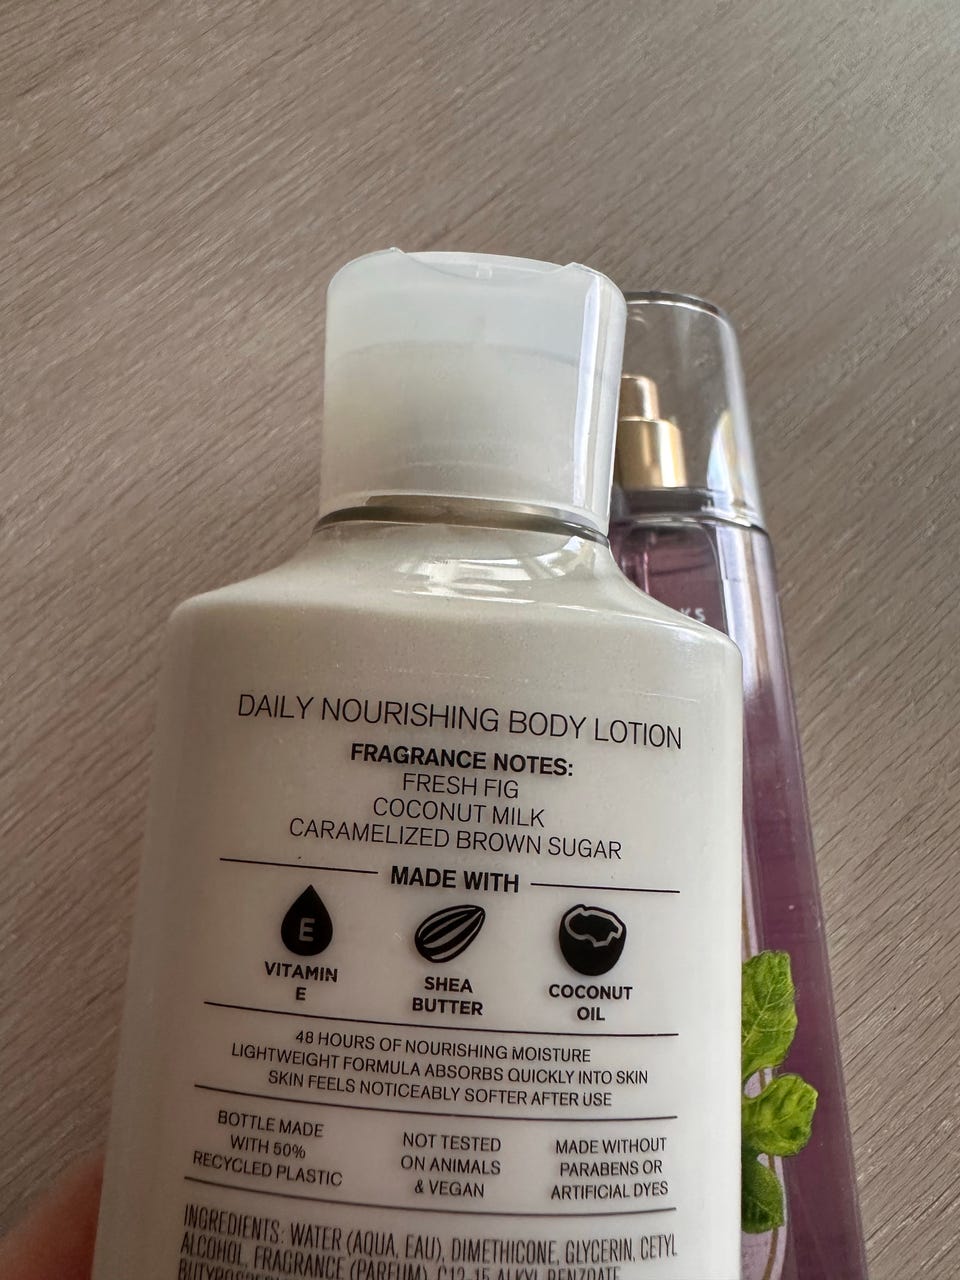 DAILY NOURISHING BODY LOTION
FRAGRANCE NOTES:
FRESH FIG
COCONUT MILK
CARAMELIZED BROWN SUGAR
MADE WITH
E
VITAMIN
E
SHEA
BUTTER
COCONUT
OIL
48 HOURS OF NOURISHING MOISTURE
LIGHTWEIGHT FORMULA ABSORBS QUICKLY INTO SKIN
SKIN FEELS NOTICEABLY SOFTER AFTER USE
BOTTLE MADE
WITH 50%
RECYCLED PLASTIC
NOT TESTED
ON ANIMALS
& VEGAN
MADE WITHOUT
PARABENS OR
ARTIFICIAL DYES
INGREDIENTS: WATER (AQUA, EAU), DIMETHICONE, GLYCERIN, CETYL
ALCOHOL, FRAGRANCE (PARFUM), C12-15 ALKYL BENZOATE,
KS